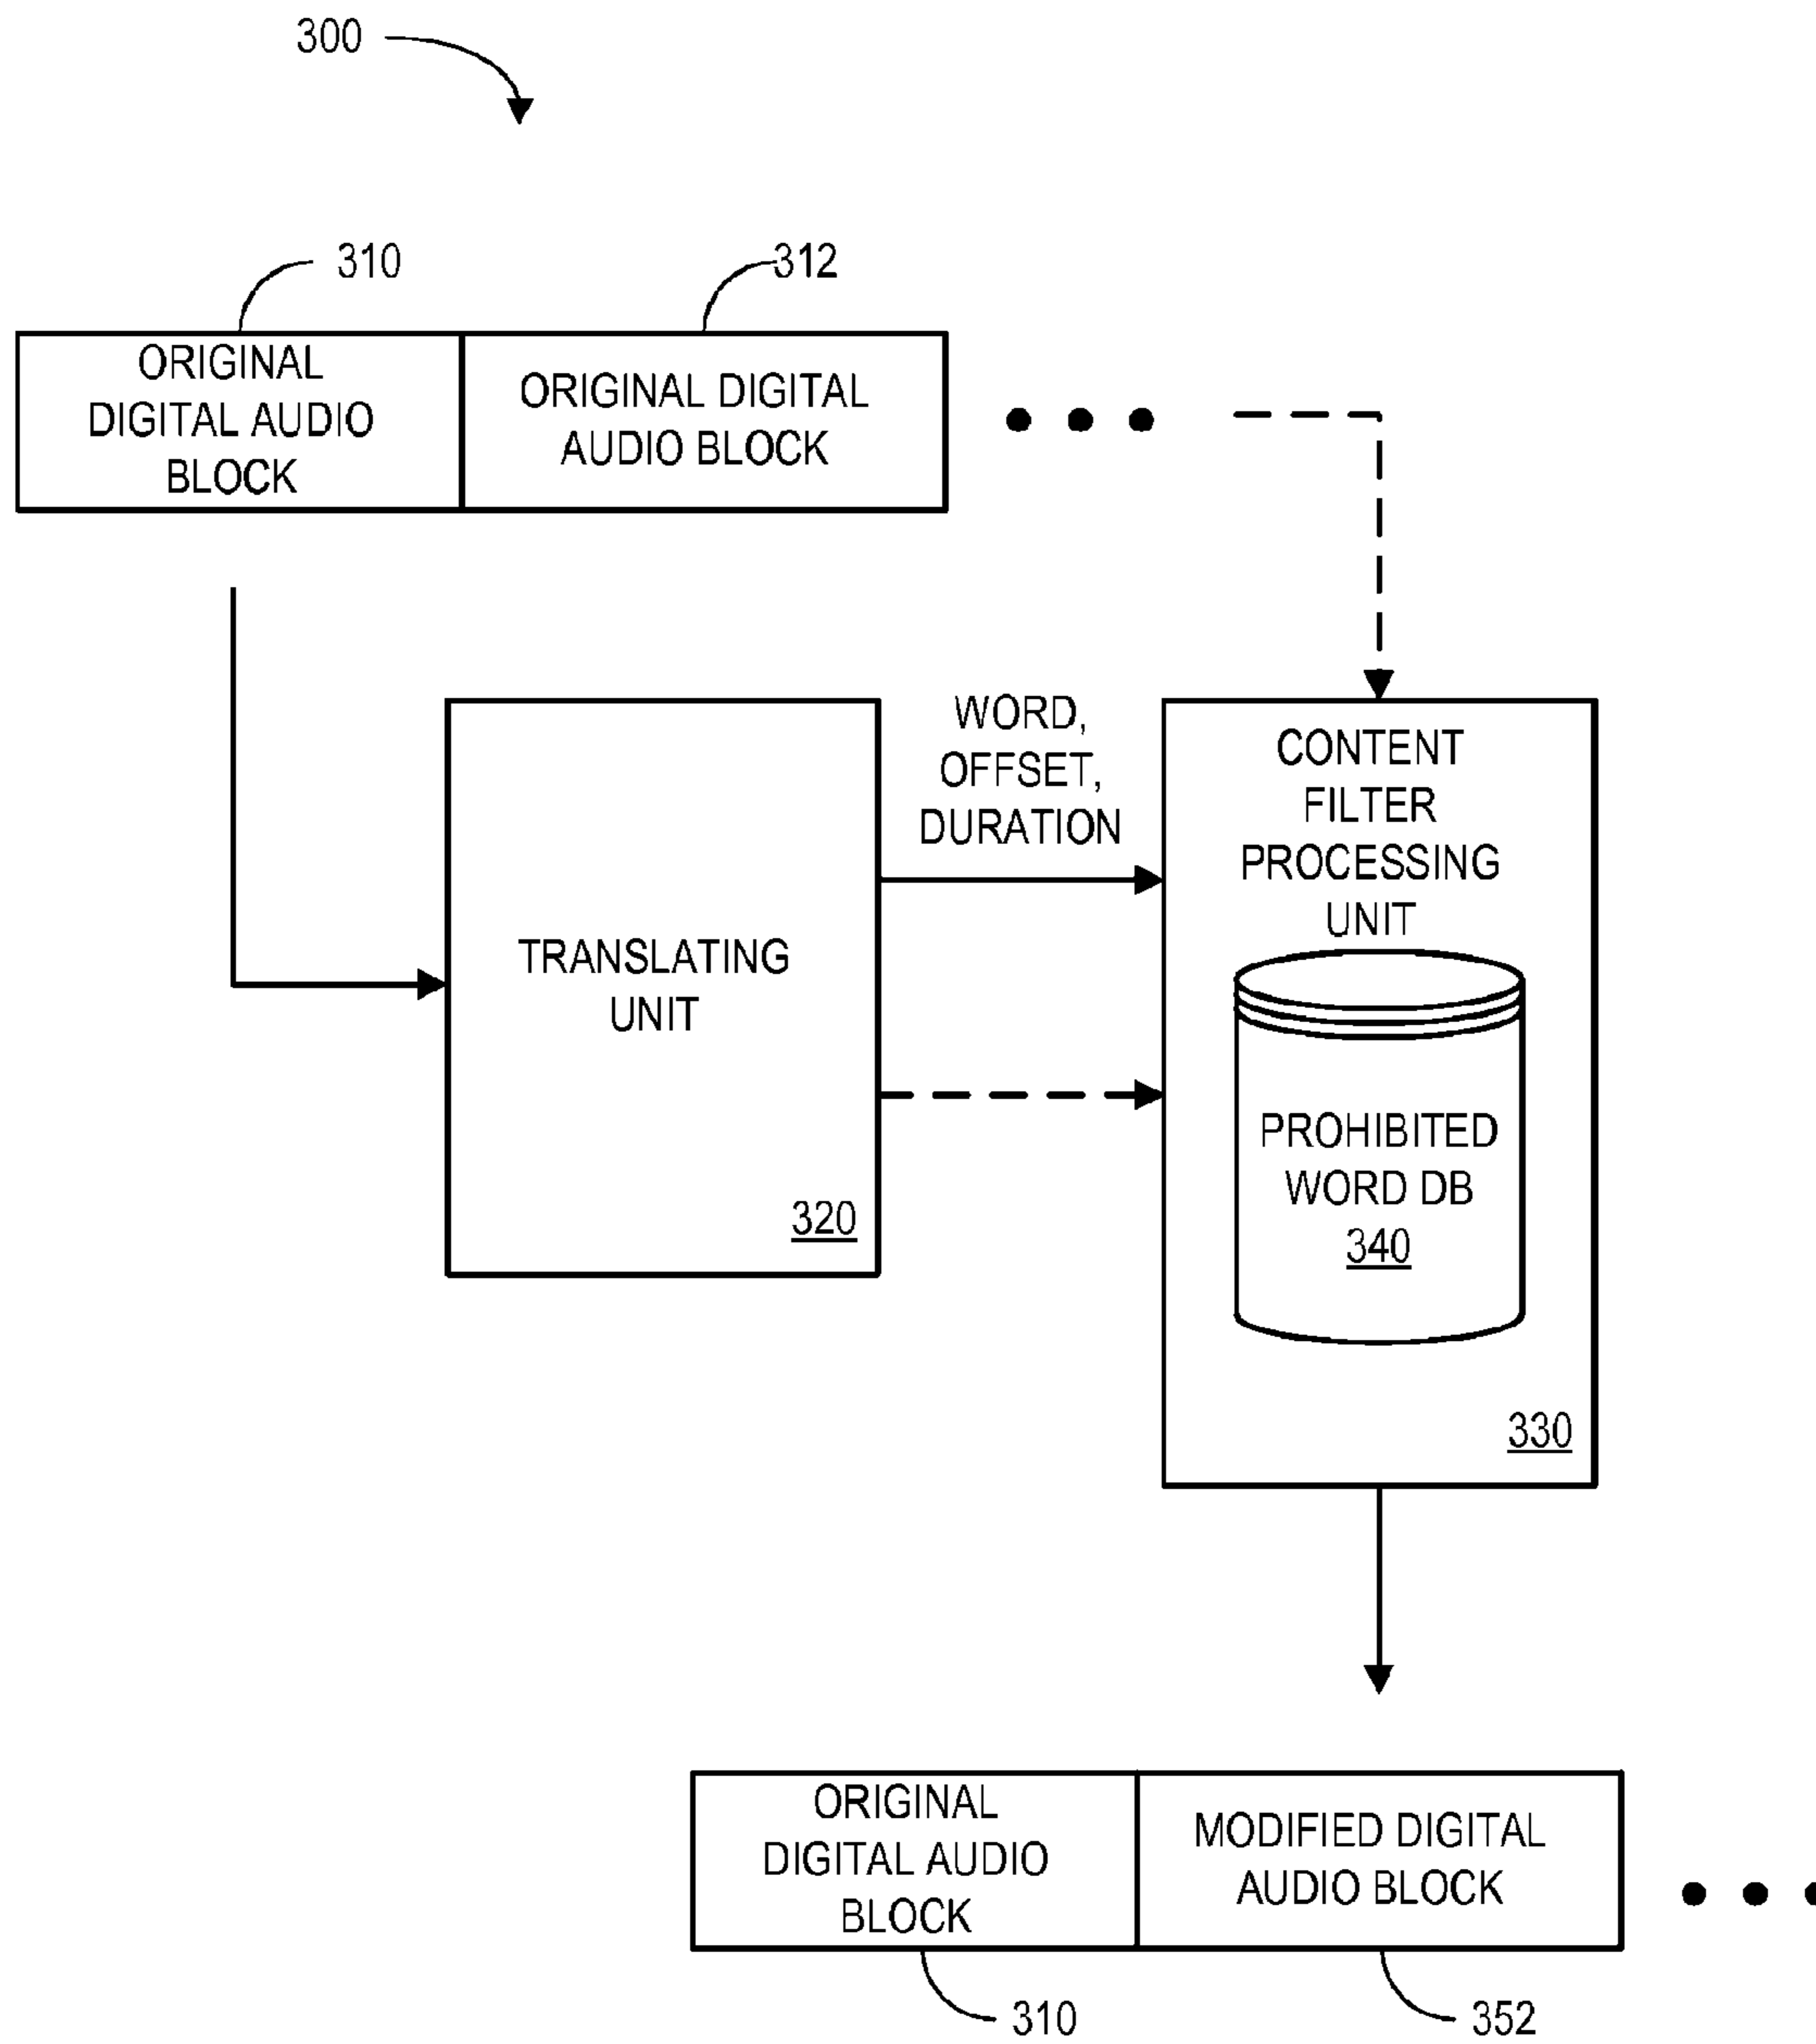 300
310
312
ORIGINAL
DIGITAL AUDIO
BLOCK
ORIGINAL DIGITAL
AUDIO BLOCK
WORD,
OFFSET,
DURATION
CONTENT
FILTER
PROCESSING
UNIT
TRANSLATING
UNIT
320
PROHIBITED
WORD DB
340
330
ORIGINAL
DIGITAL AUDIO
BLOCK
MODIFIED DIGITAL
AUDIO BLOCK
310
352